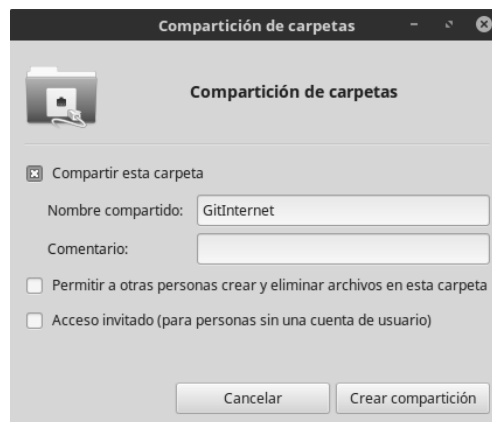 Compartición de carpetas
Compartición de carpetas
Compartir esta carpeta
Nombre compartido: GitInternet
Comentario:
Permitir a otras personas crear y eliminar archivos en esta carpeta
Acceso invitado (para personas sin una cuenta de usuario)
Cancelar Crear compartición